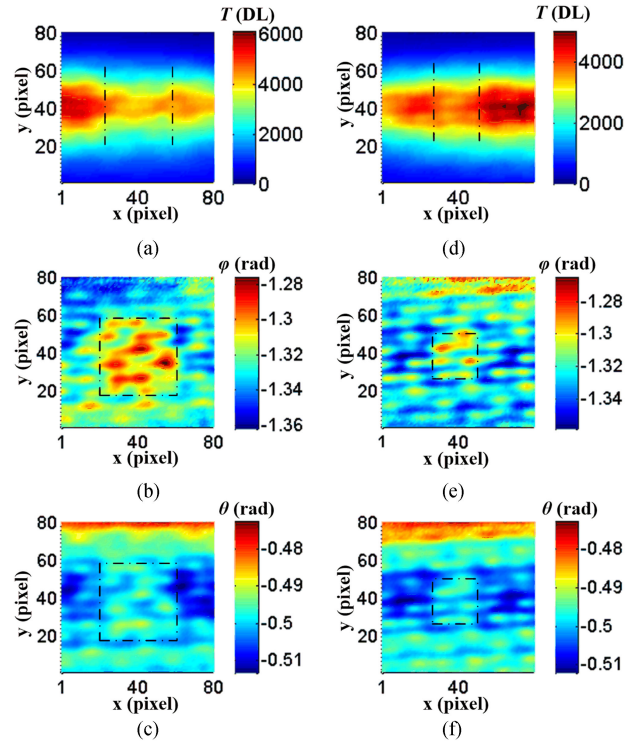 T (DL)
80
60
40
20
y (pixel)
1 40 80
x (pixel)
6000
4000
2000
0
(a)
T (DL)
80
60
40
20
y (pixel)
1 40 80
x (pixel)
4000
2000
0
(d)
φ (rad)
80
60
40
20
y (pixel)
1 40 80
x (pixel)
-1.28
-1.3
-1.32
-1.34
-1.36
(b)
φ (rad)
80
60
40
20
y (pixel)
1 40
x (pixel)
-1.28
-1.3
-1.32
-1.34
(e)
θ (rad)
80
60
40
20
y (pixel)
1 40 80
x (pixel)
-0.48
-0.49
-0.5
-0.51
(c)
θ (rad)
80
60
40
20
y (pixel)
1 40
x (pixel)
-0.48
-0.49
-0.5
-0.51
(f)